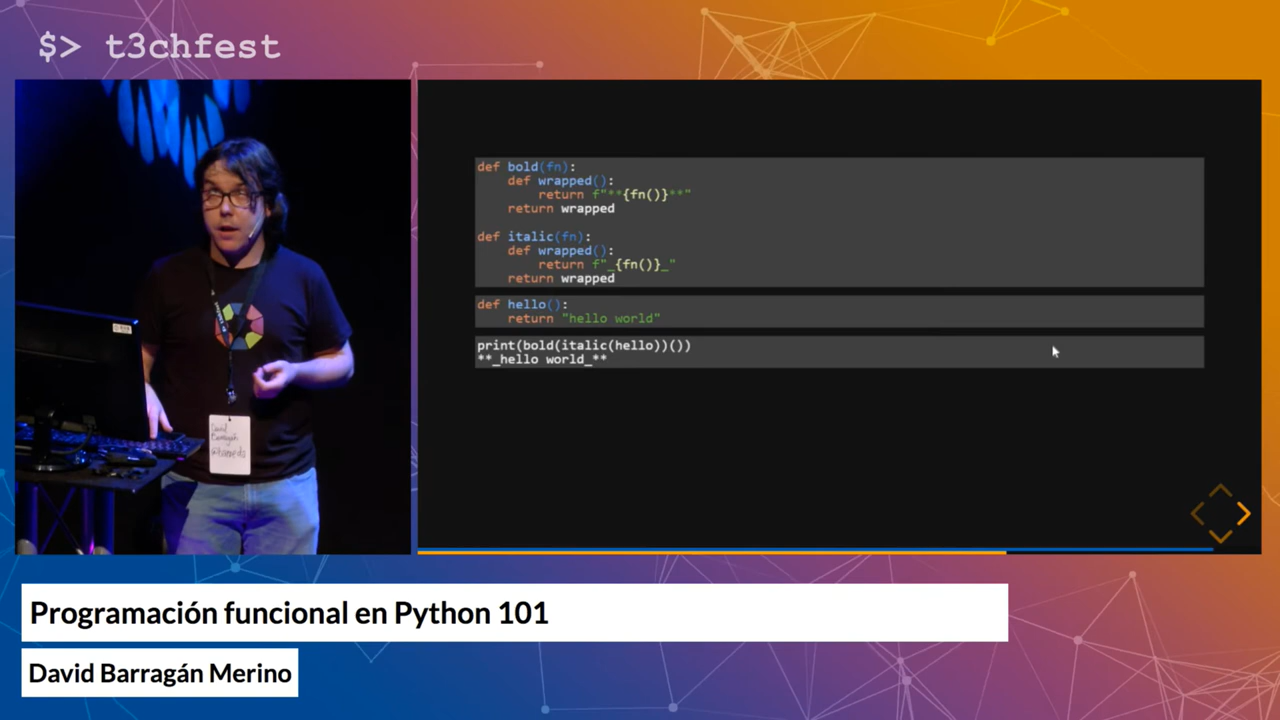 $> t3chfest
def bold(fn):
    def wrapped():
        return f"**{fn()}**"
    return wrapped
def italic(fn):
    def wrapped():
        return f"_{fn()}_"
    return wrapped
def hello():
    return "hello world"
print(bold(italic(hello))())
**_hello world_**
David
Barragán
Programación funcional en Python 101
David Barragán Merino